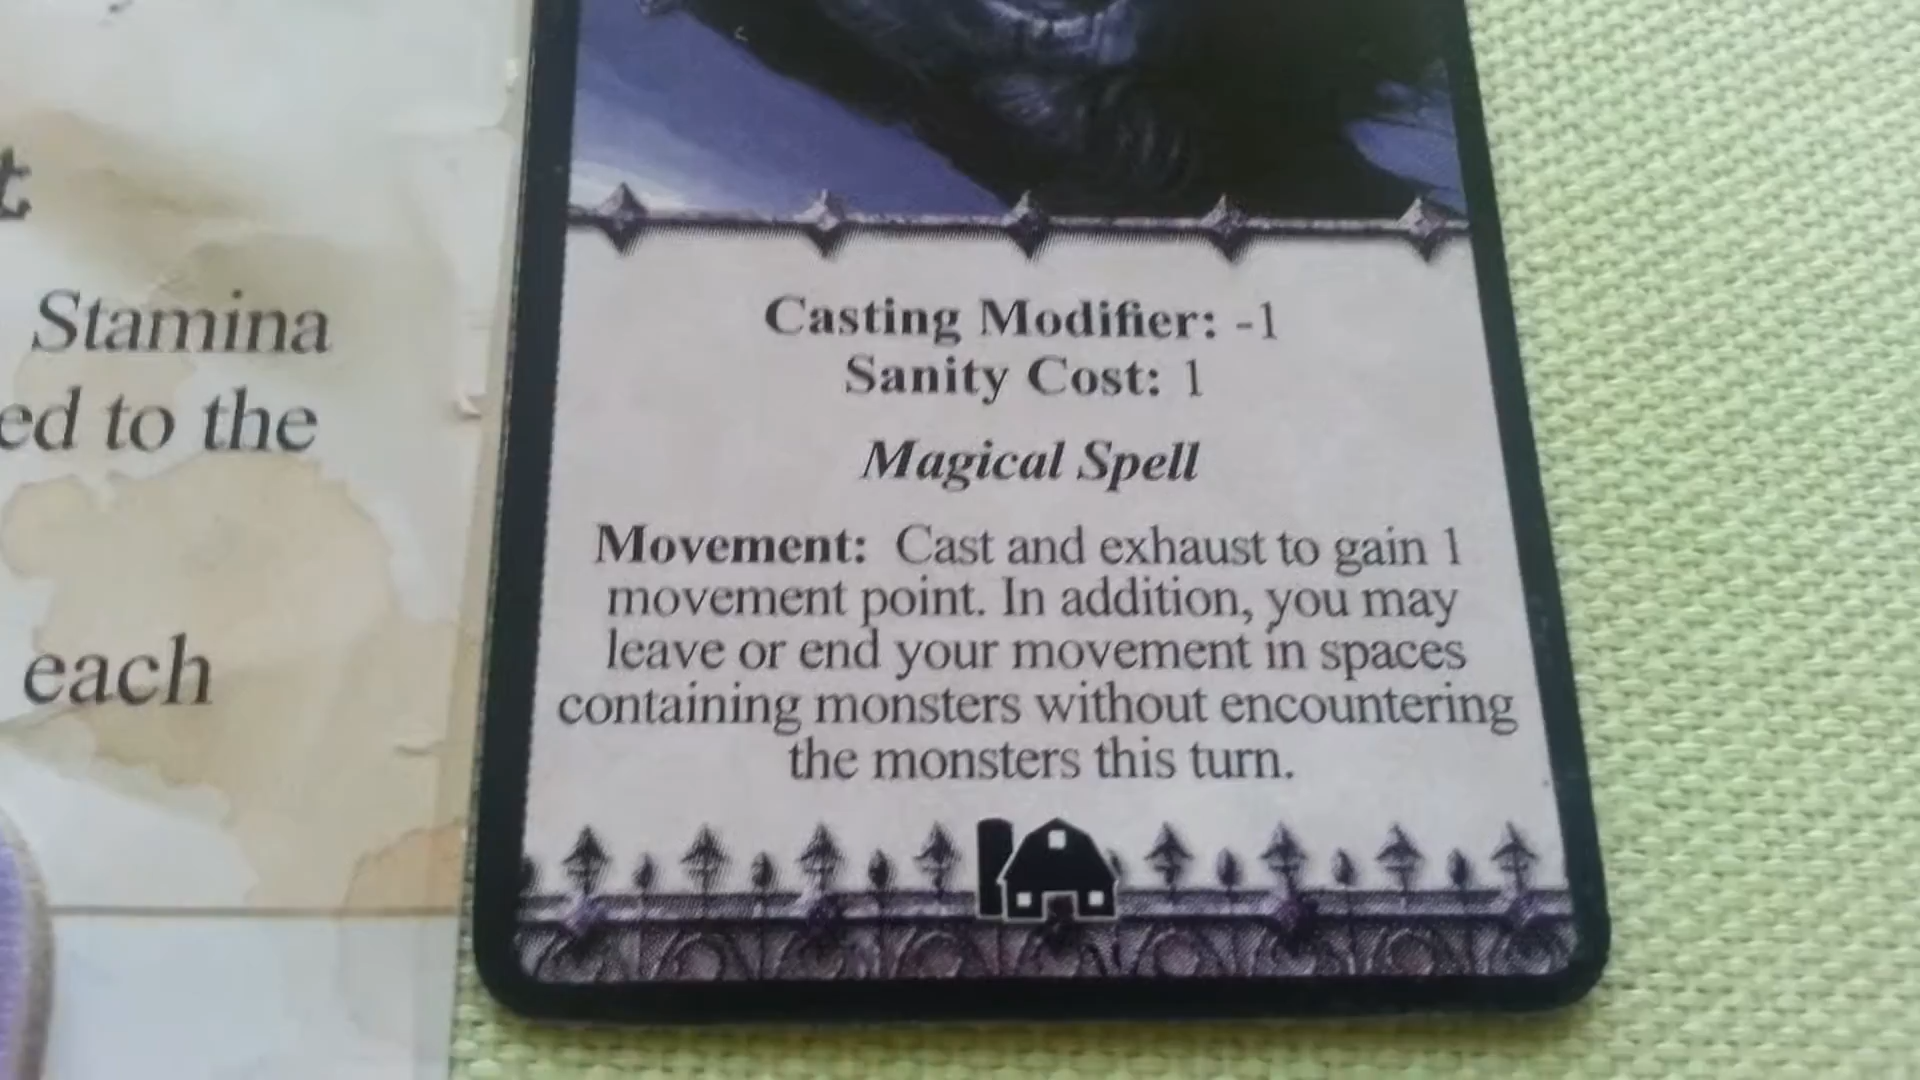 t
Stamina
ed to the
each
Casting Modifier: -1
Sanity Cost: 1
Magical Spell
Movement: Cast and exhaust to gain 1
movement point. In addition, you may
leave or end your movement in spaces
containing monsters without encountering
the monsters this turn.